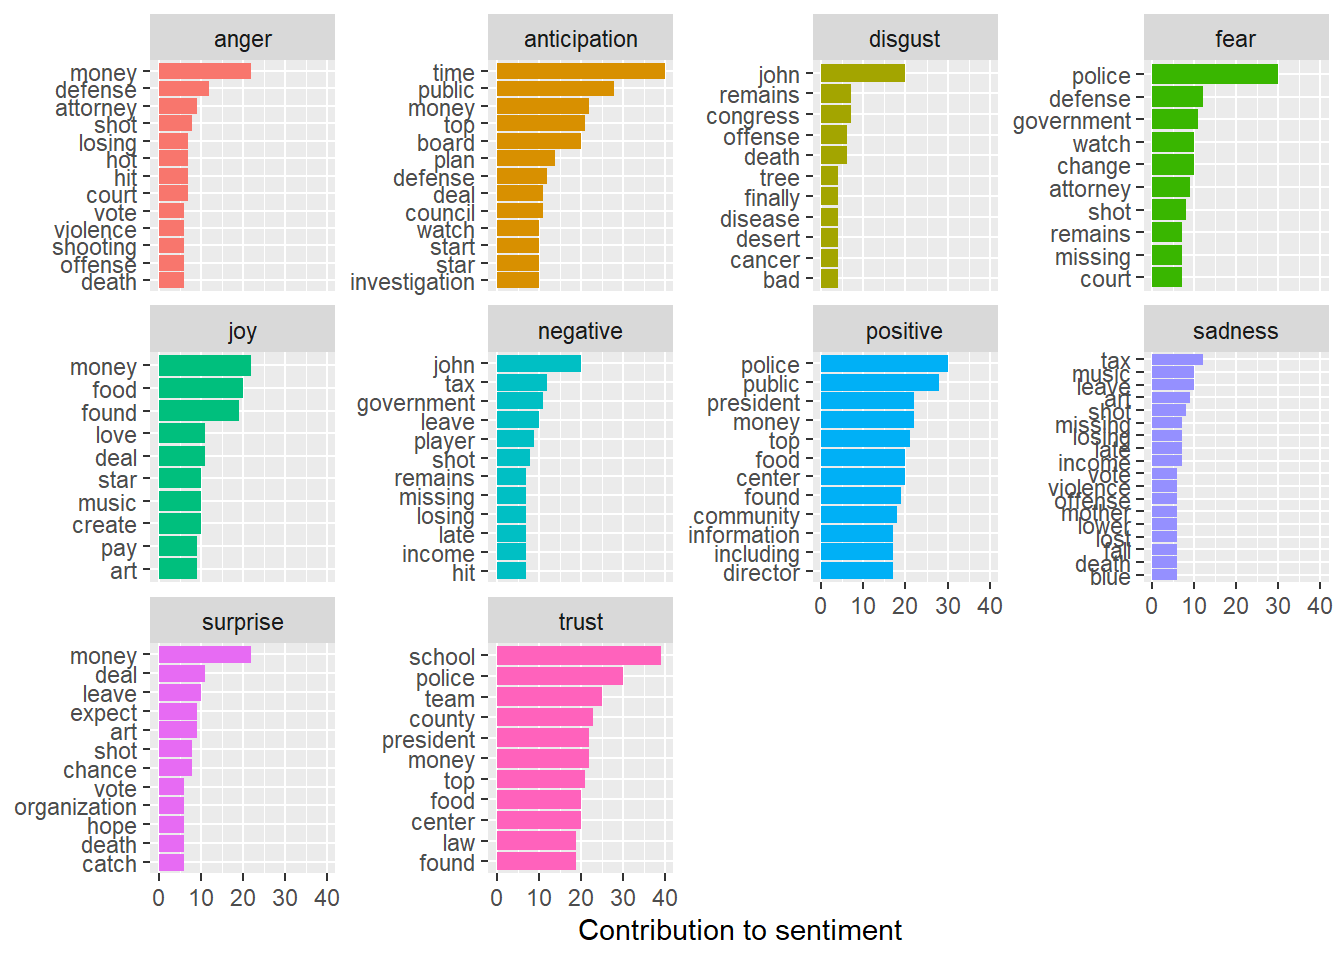 anger
money
defense
attorney
shot
losing
hot
hit
court
vote
violence
shooting
offense
death
anticipation
time
public
money
top
board
plan
defense
deal
council
watch
start
star
investigation
disgust
john
remains
congress
offense
death
tree
finally
disease
desert
cancer
bad
fear
police
defense
government
watch
change
attorney
shot
remains
missing
court
joy
money
food
found
love
deal
star
music
create
pay
art
negative
john
tax
government
leave
player
shot
remains
missing
losing
late
income
hit
positive
police
public
president
money
top
food
center
found
community
information
including
director
0 10 20 30 40
sadness
tax
music
leave
art
shot
missing
losing
late
income
vote
violence
offense
mother
lower
lost
fall
death
blue
0 10 20 30 40
surprise
money
deal
leave
expect
art
shot
chance
vote
organization
hope
death
catch
0 10 20 30 40
trust
school
police
team
county
president
money
top
food
center
law
found
0 10 20 30 40
Contribution to sentiment